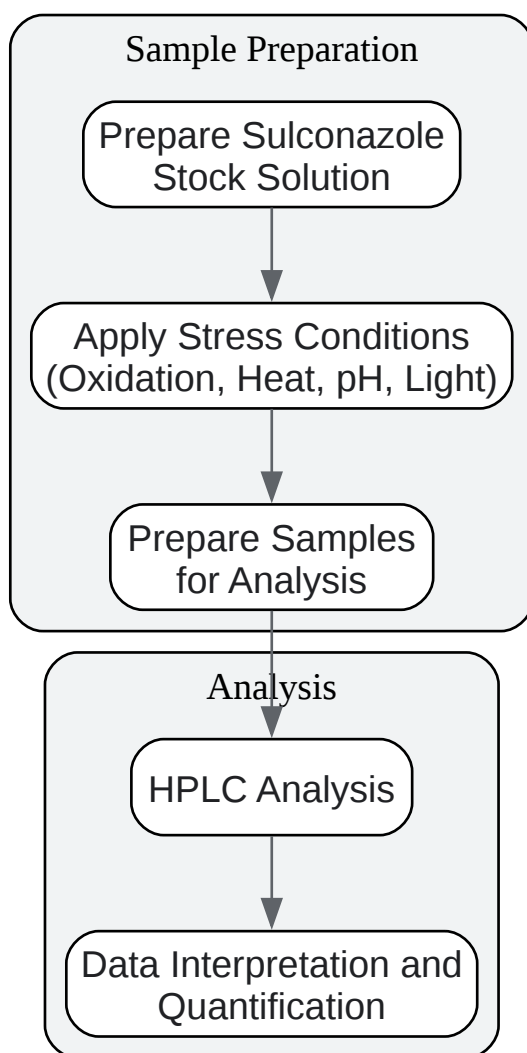 Sample Preparation
Prepare Sulconazole
Stock Solution
Apply Stress Conditions
(Oxidation, Heat, pH, Light)
Prepare Samples
for Analysis
Analysis
HPLC Analysis
Data Interpretation and
Quantification